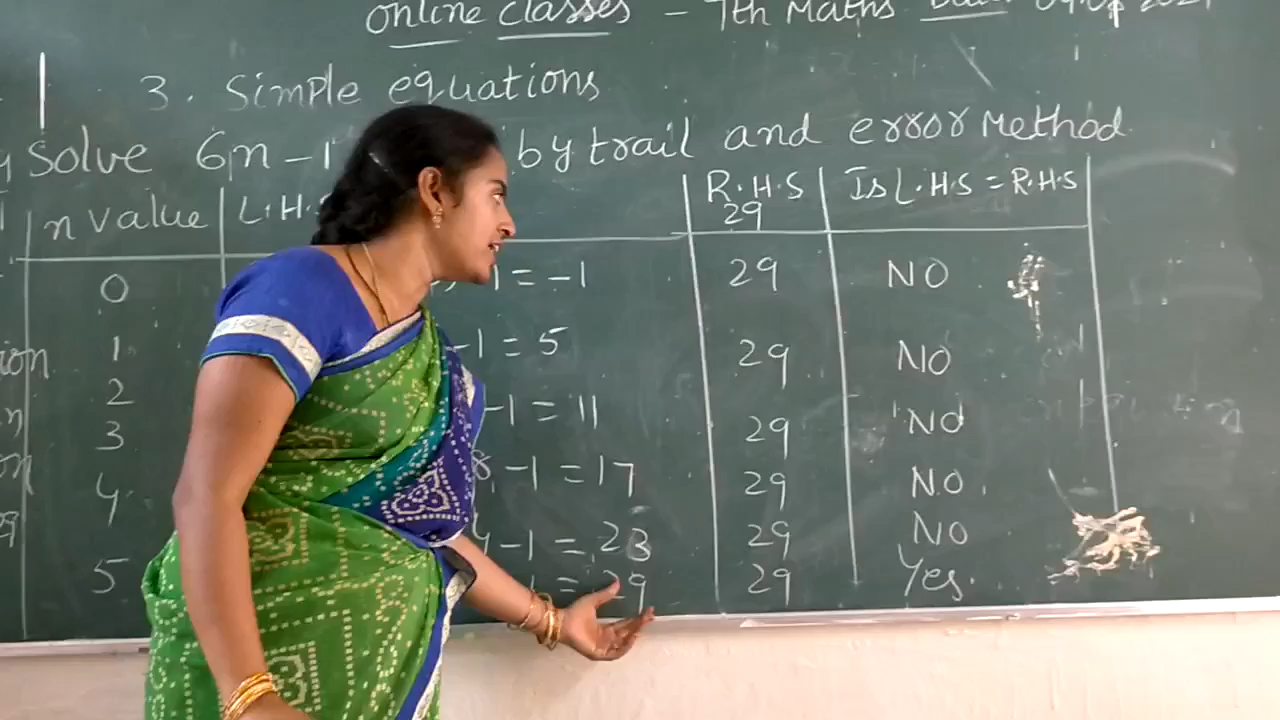 Online Classes - 7th Maths
3. Simple equations
Solve 6n - 1 by trail and error Method
n value L.H.S R.H.S Is L.H.S = R.H.S
29
0 = -1 29 NO
1 -1 = 5 29 NO
2 -1 = 11 29 NO
3 -1 = 17 29 NO
4 -1 = 23 29 NO
5 = 29 29 Yes.